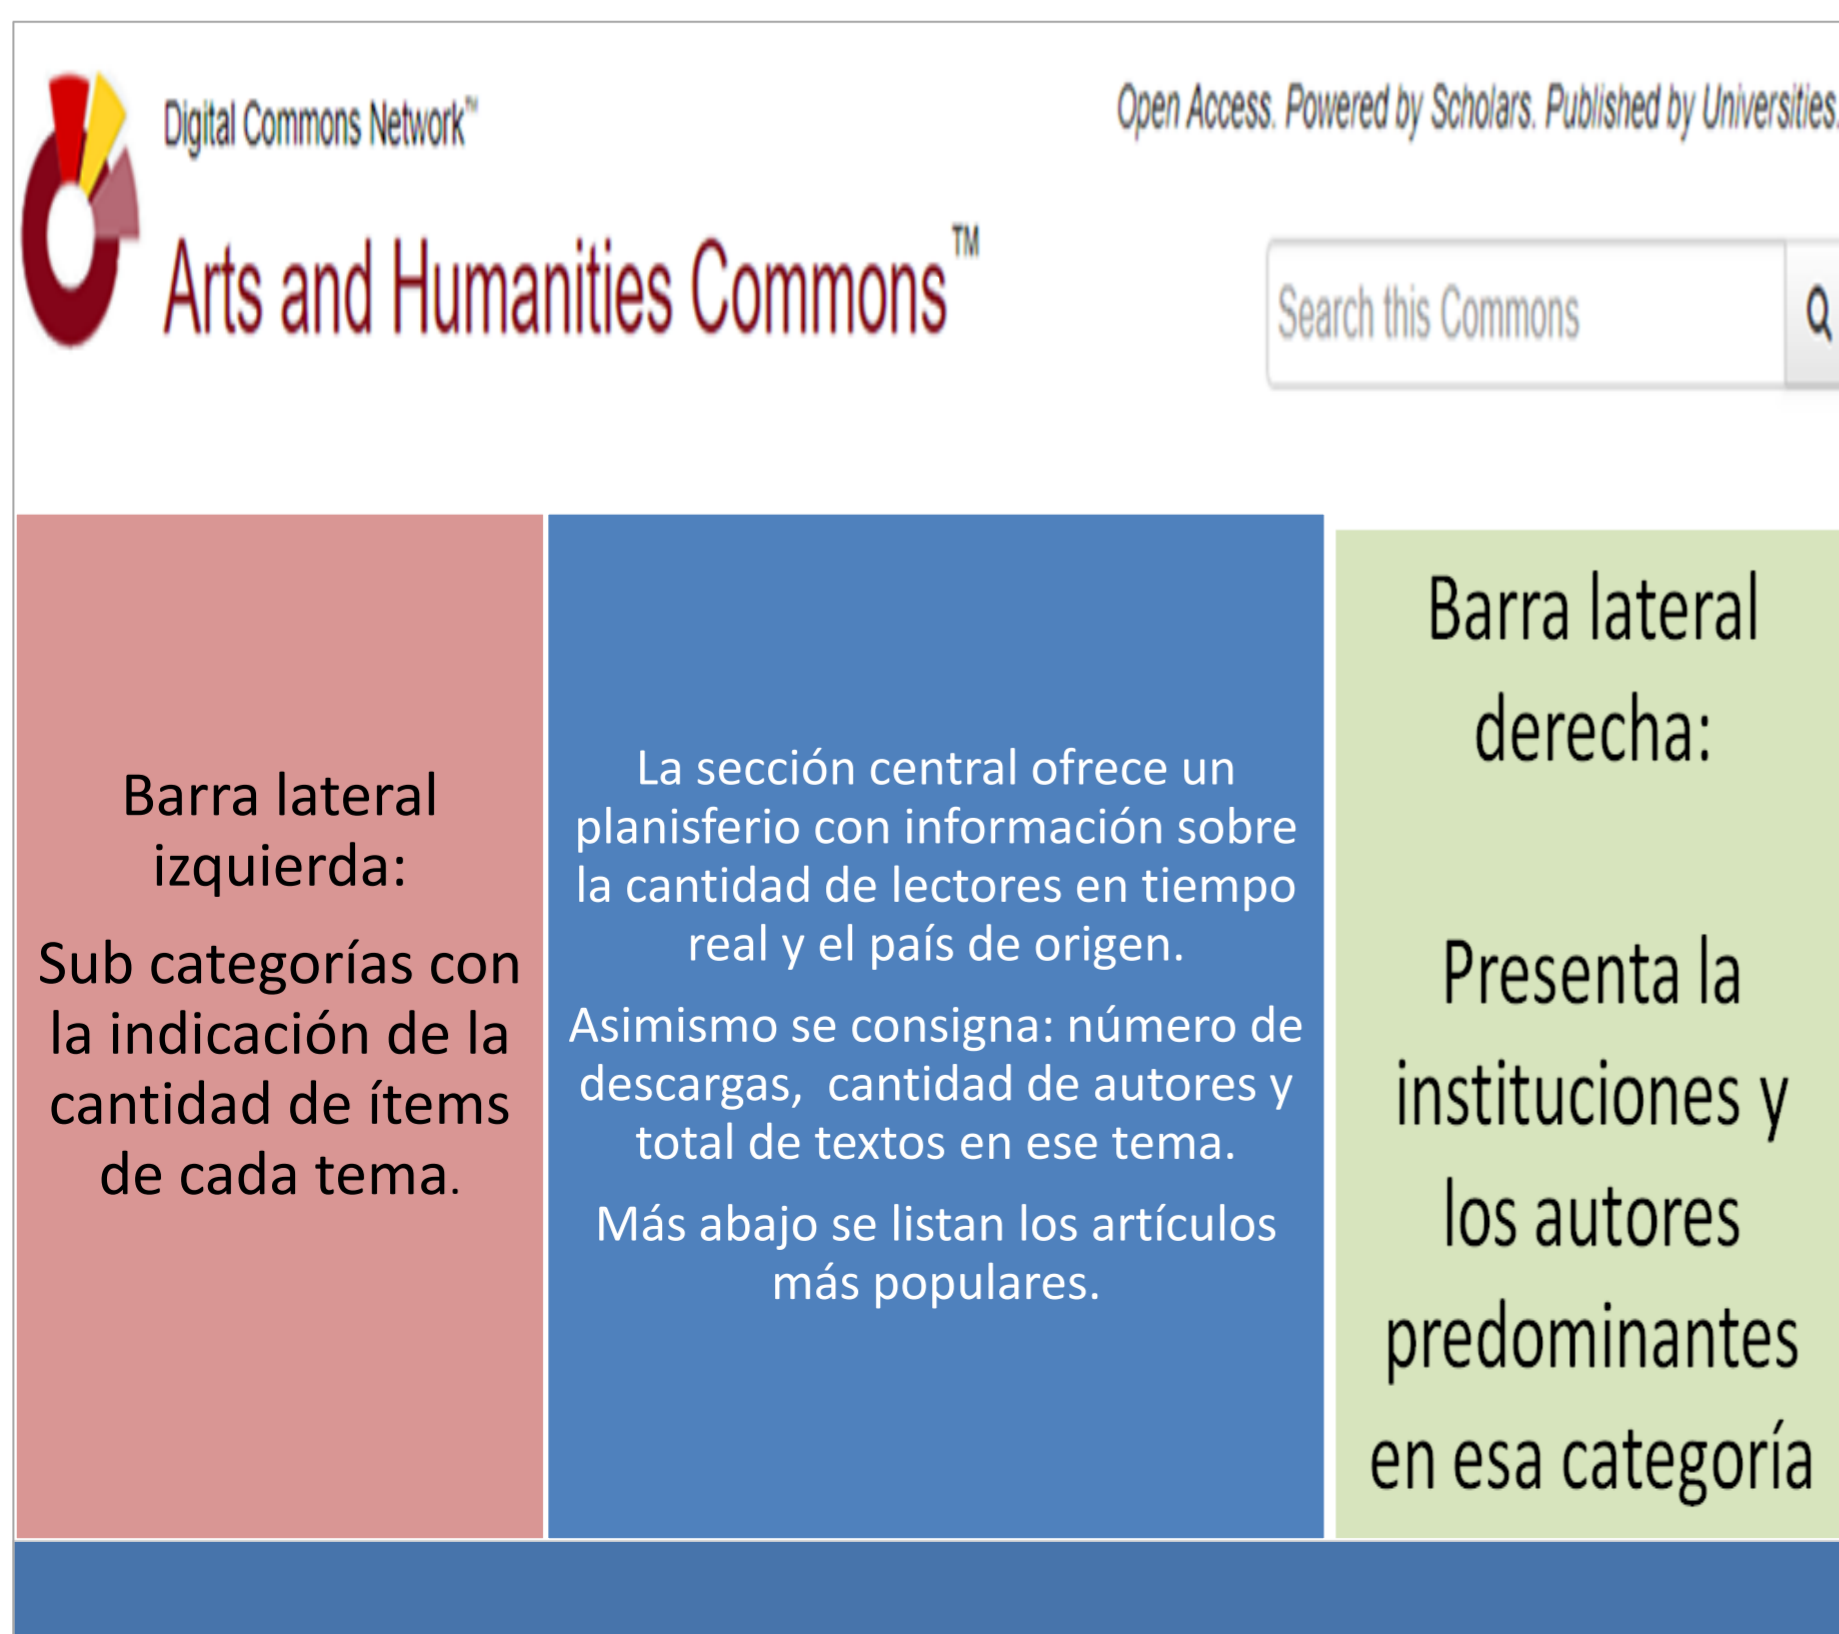 Digital Commons Network™
Open Access. Powered by Scholars. Published by Universities.
Arts and Humanities Commons™
Search this Commons
Barra lateral
izquierda:
Sub categorías con
la indicación de la
cantidad de ítems
de cada tema.
La sección central ofrece un
planisferio con información sobre
la cantidad de lectores en tiempo
real y el país de origen.
Asimismo se consigna: número de
descargas,  cantidad de autores y
total de textos en ese tema.
Más abajo se listan los artículos
más populares.
Barra lateral
derecha:
Presenta la
instituciones y
los autores
predominantes
en esa categoría